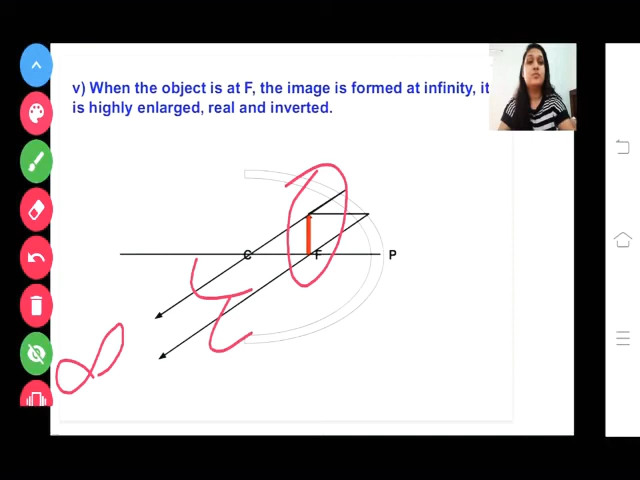 v) When the object is at F, the image is formed at infinity, it
is highly enlarged, real and inverted.
C
F
P
∞